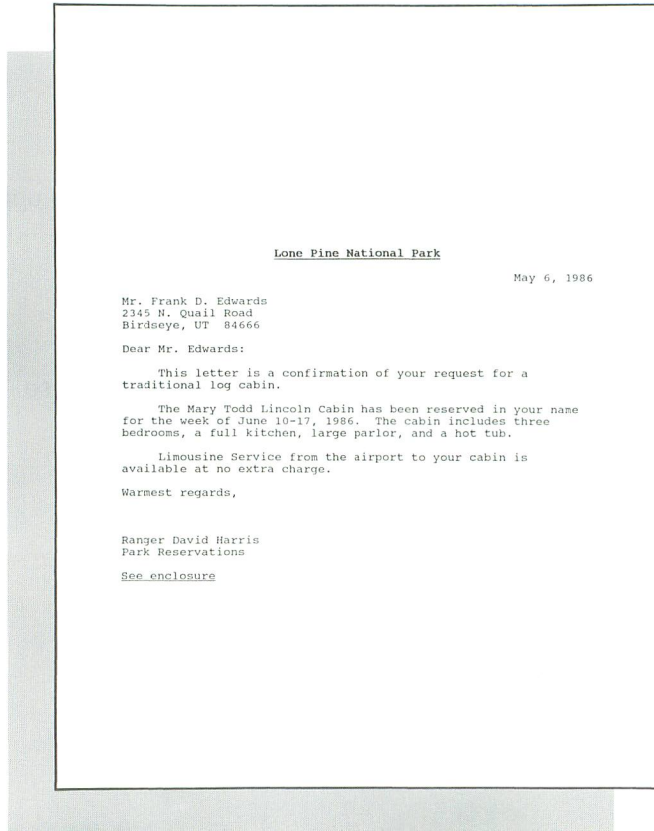 Lone Pine National Park
May 6, 1986
Mr. Frank D. Edwards
2345 N. Quail Road
Birdseye, UT  84666
Dear Mr. Edwards:
This letter is a confirmation of your request for a
traditional log cabin.
The Mary Todd Lincoln Cabin has been reserved in your name
for the week of June 10-17, 1986.  The cabin includes three
bedrooms, a full kitchen, large parlor, and a hot tub.
Limousine Service from the airport to your cabin is
available at no extra charge.
Warmest regards,
Ranger David Harris
Park Reservations
See enclosure